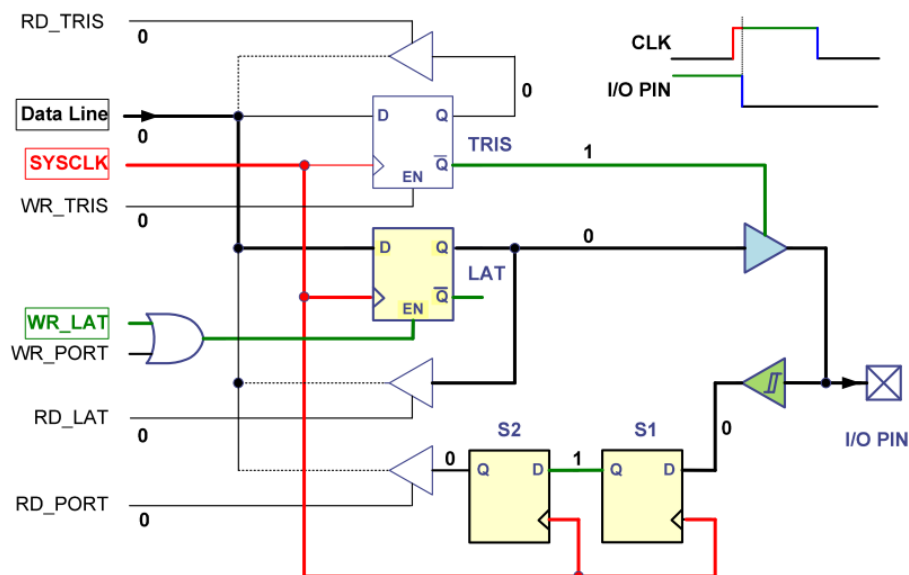 RD_TRIS
0
CLK
I/O PIN
0
Data Line
0
D Q
TRIS
SYSCLK
Q
1
EN
WR_TRIS
0
D Q
0
LAT
Q
EN
WR_LAT
WR_PORT
RD_LAT
0
S2 S1
0
I/O PIN
0
Q D
1
Q D
RD_PORT
0